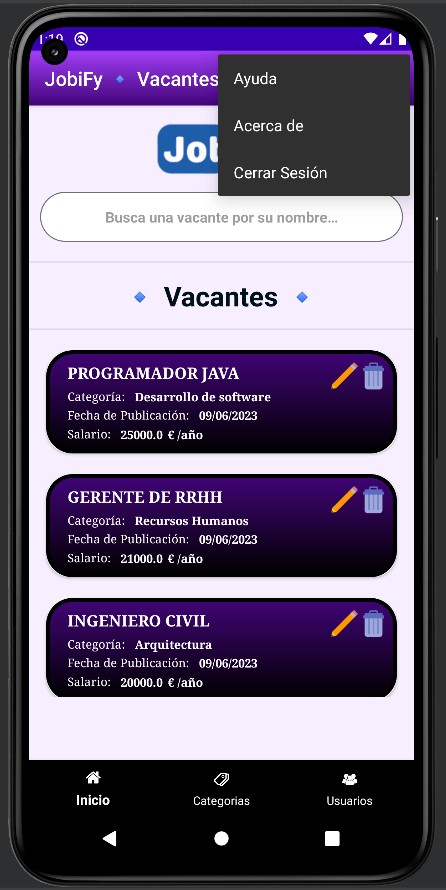 JobiFy 🔹 Vacantes
Ayuda
Acerca de
Cerrar Sesión
Busca una vacante por su nombre...
🔹 Vacantes 🔹
PROGRAMADOR JAVA
Categoría: Desarrollo de software
Fecha de Publicación: 09/06/2023
Salario: 25000.0 € /año
GERENTE DE RRHH
Categoría: Recursos Humanos
Fecha de Publicación: 09/06/2023
Salario: 21000.0 € /año
INGENIERO CIVIL
Categoría: Arquitectura
Fecha de Publicación: 09/06/2023
Salario: 20000.0 € /año
Inicio
Categorias
Usuarios